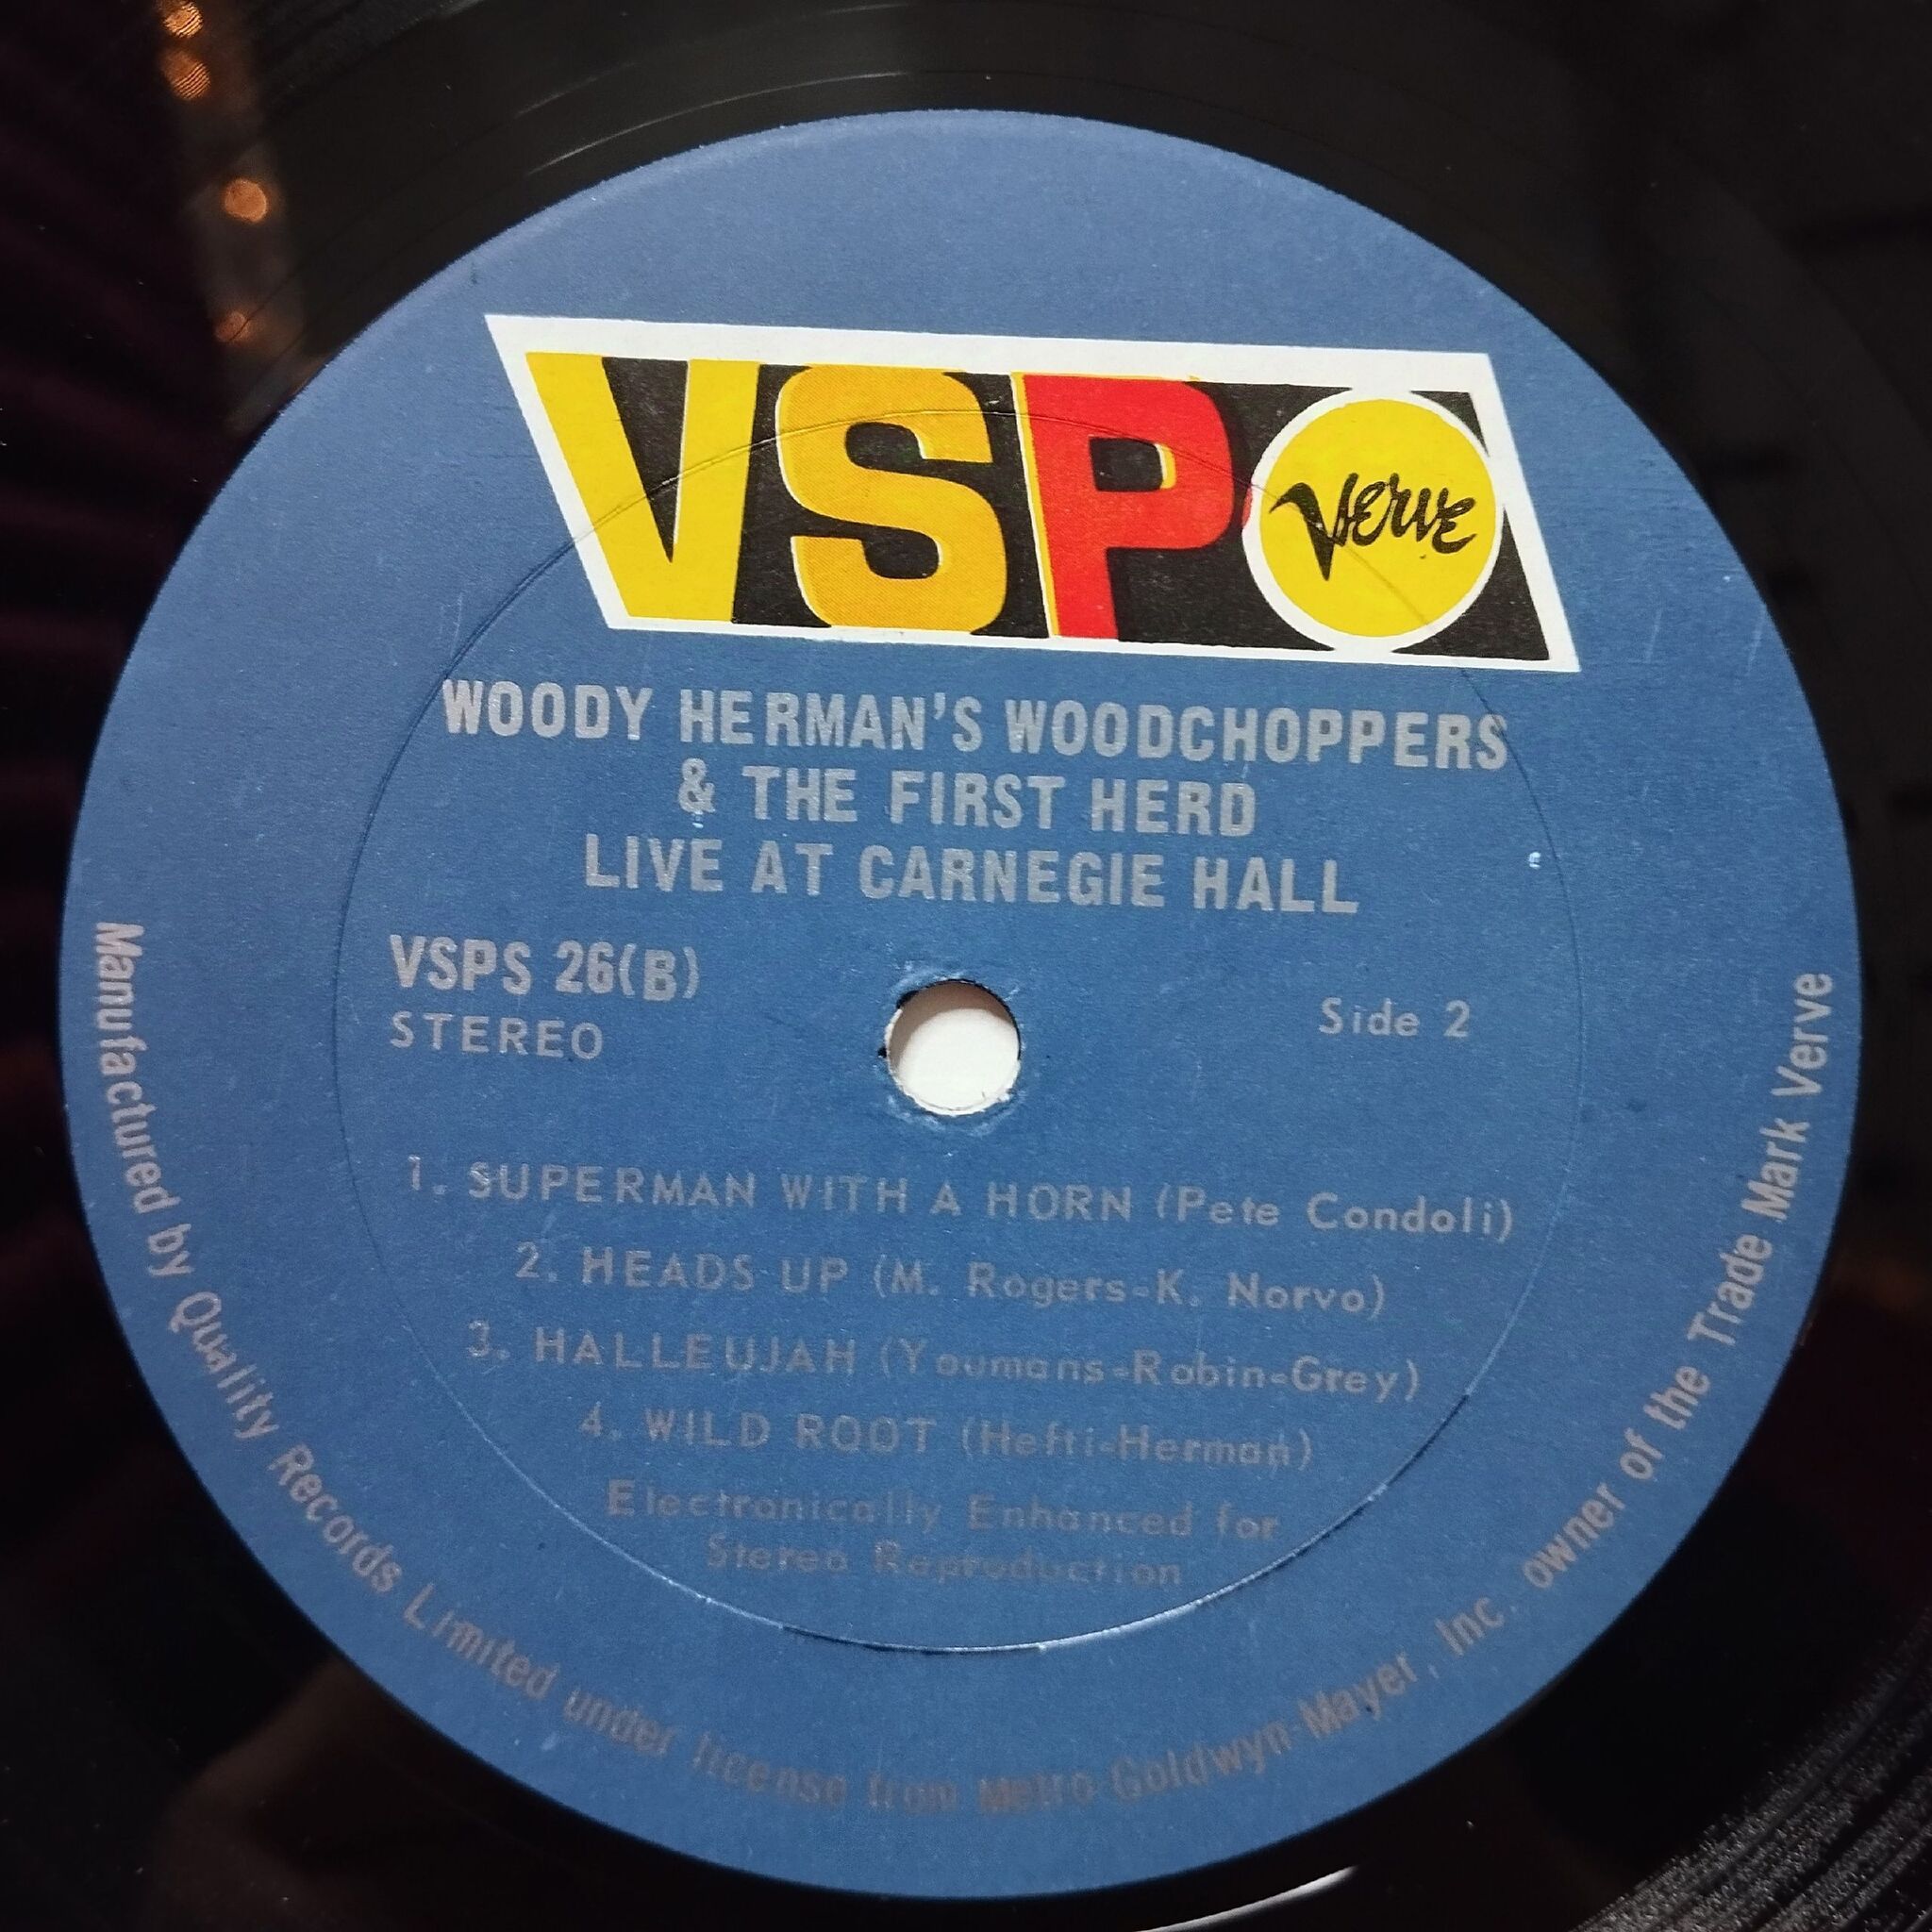 VSP
Verve
WOODY HERMAN'S WOODCHOPPERS
& THE FIRST HERD
LIVE AT CARNEGIE HALL
VSPS 26(B)
STEREO
Side 2
1. SUPERMAN WITH A HORN (Pete Condoli)
2. HEADS UP (M. Rogers-K. Norvo)
3. HALLEUJAH (Youmans-Robin-Grey)
4. WILD ROOT (Hefti-Herman)
Electronically Enhanced for
Stereo Reproduction
Manufactured by Quality Records Limited under license from Metro-Goldwyn-Mayer, Inc. owner of the Trade Mark Verve